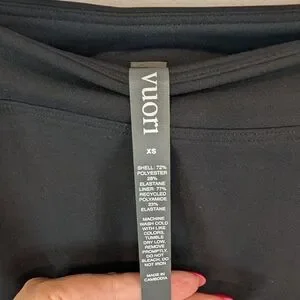 vuori
XS
SHELL: 72%
POLYESTER
28%
ELASTANE
LINER: 77%
RECYCLED
POLYAMIDE
23%
ELASTANE
MACHINE
WASH COLD
WITH LIKE
COLORS,
TUMBLE
DRY LOW,
REMOVE
PROMPTLY,
DO NOT
BLEACH, DO
NOT IRON
MADE IN
CAMBODIA